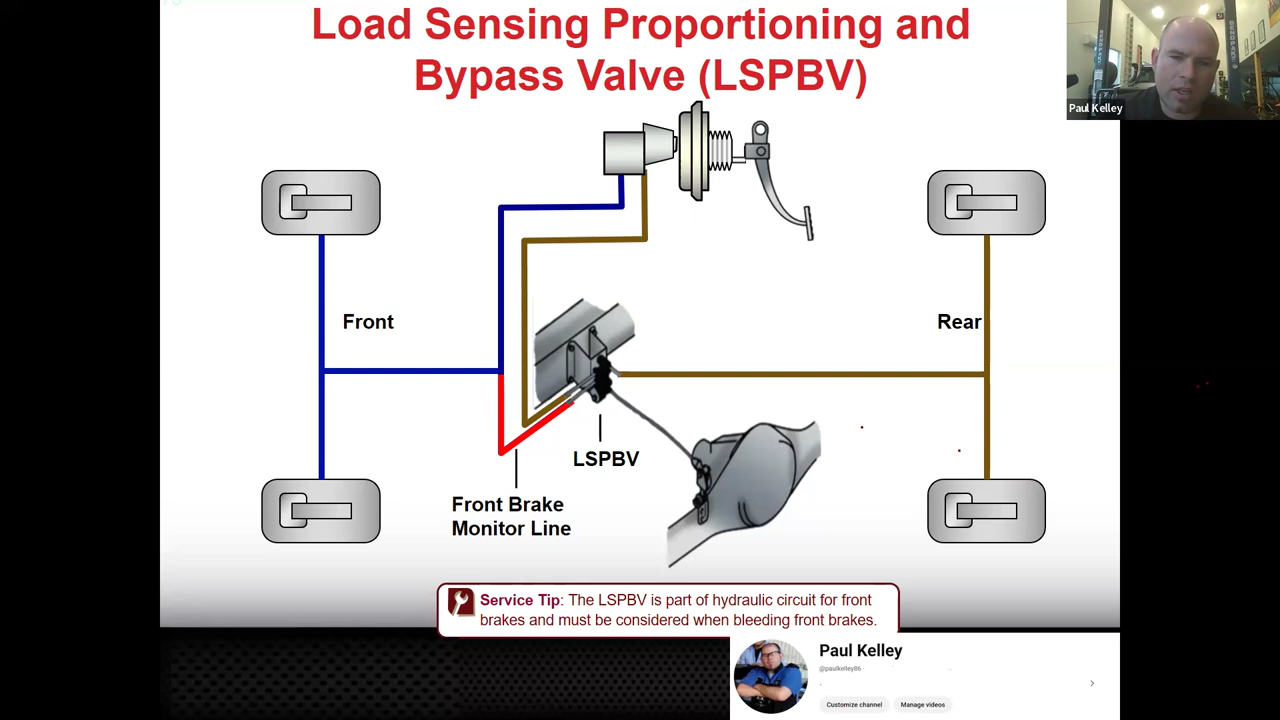 Load Sensing Proportioning and
Bypass Valve (LSPBV)
Paul Kelley
Front
Rear
LSPBV
Front Brake
Monitor Line
Service Tip: The LSPBV is part of hydraulic circuit for front
brakes and must be considered when bleeding front brakes.
Paul Kelley
@paulkelley86
Customize channel
Manage videos